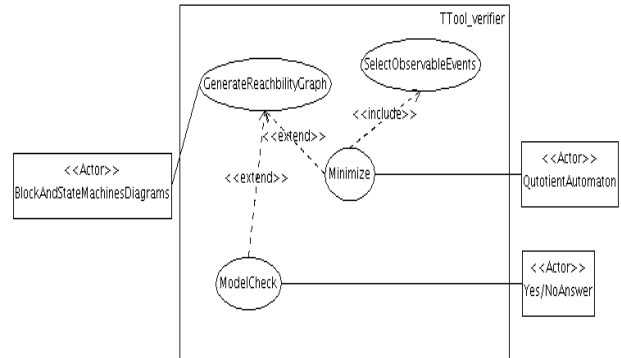 TTool_verifier
SelectObservableEvents
GenerateReachbilityGraph
<<include>>
<<extend>>
<<Actor>>
BlockAndStateMachinesDiagrams
<<extend>>
Minimize
<<Actor>>
QutotientAutomaton
ModelCheck
<<Actor>>
Yes/NoAnswer